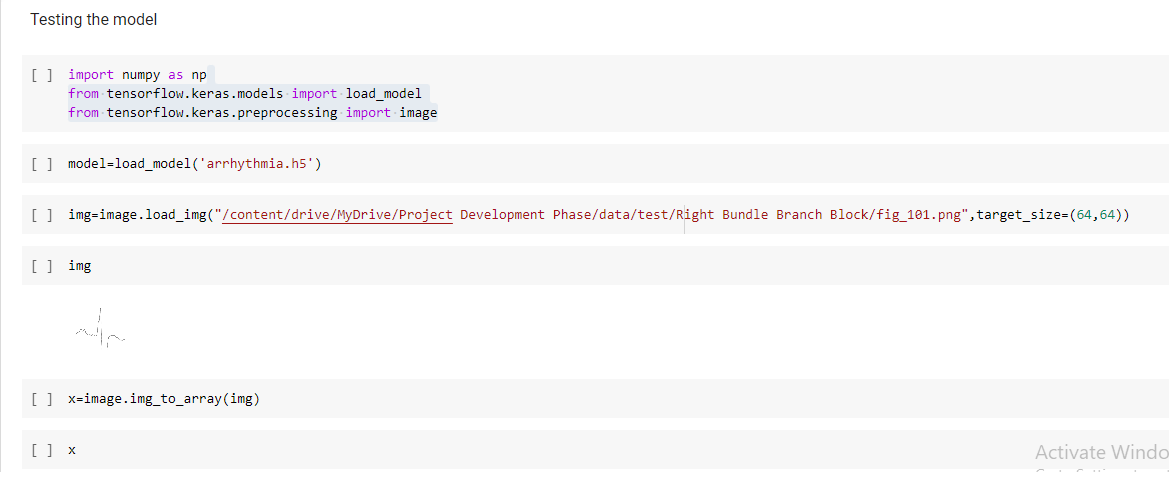 Testing the model
[ ] import numpy as np
from tensorflow.keras.models import load_model
from tensorflow.keras.preprocessing import image
[ ] model=load_model('arrhythmia.h5')
[ ] img=image.load_img("/content/drive/MyDrive/Project Development Phase/data/test/Right Bundle Branch Block/fig_101.png",target_size=(64,64))
[ ] img
[ ] x=image.img_to_array(img)
[ ] x
Activate Windo